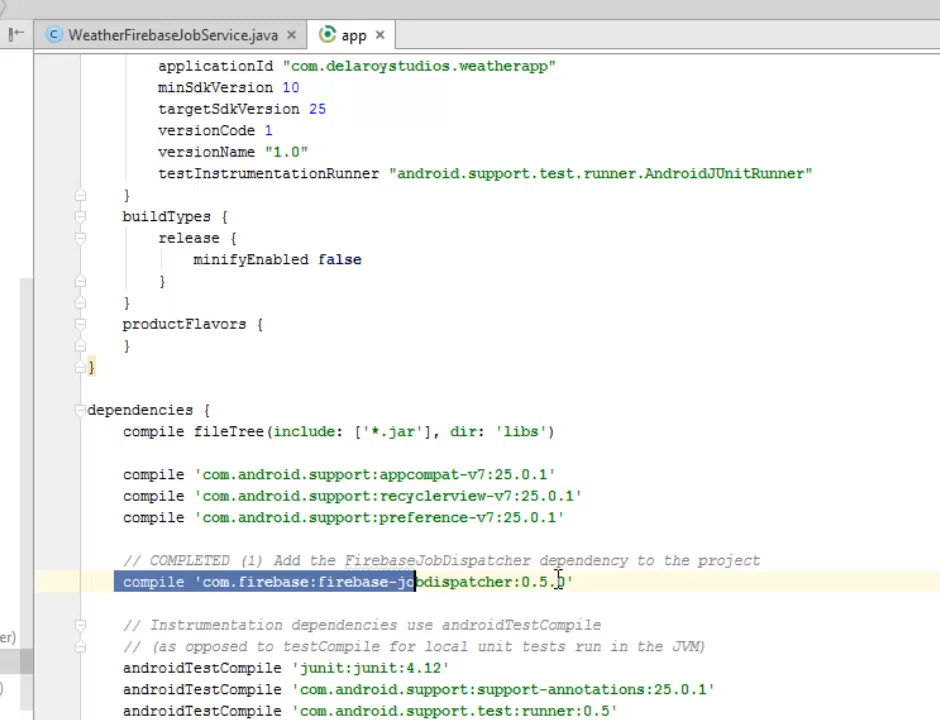 WeatherFirebaseJobService.java
app
applicationId "com.delaroystudios.weatherapp"
minSdkVersion 10
targetSdkVersion 25
versionCode 1
versionName "1.0"
testInstrumentationRunner "android.support.test.runner.AndroidJUnitRunner"
}
buildTypes {
release {
minifyEnabled false
}
}
productFlavors {
}
}
dependencies {
compile fileTree(include: ['*.jar'], dir: 'libs')
compile 'com.android.support:appcompat-v7:25.0.1'
compile 'com.android.support:recyclerview-v7:25.0.1'
compile 'com.android.support:preference-v7:25.0.1'
// COMPLETED (1) Add the FirebaseJobDispatcher dependency to the project
compile 'com.firebase:firebase-jobdispatcher:0.5.0'
// Instrumentation dependencies use androidTestCompile
// (as opposed to testCompile for local unit tests run in the JVM)
androidTestCompile 'junit:junit:4.12'
androidTestCompile 'com.android.support:support-annotations:25.0.1'
androidTestCompile 'com.android.support.test:runner:0.5'